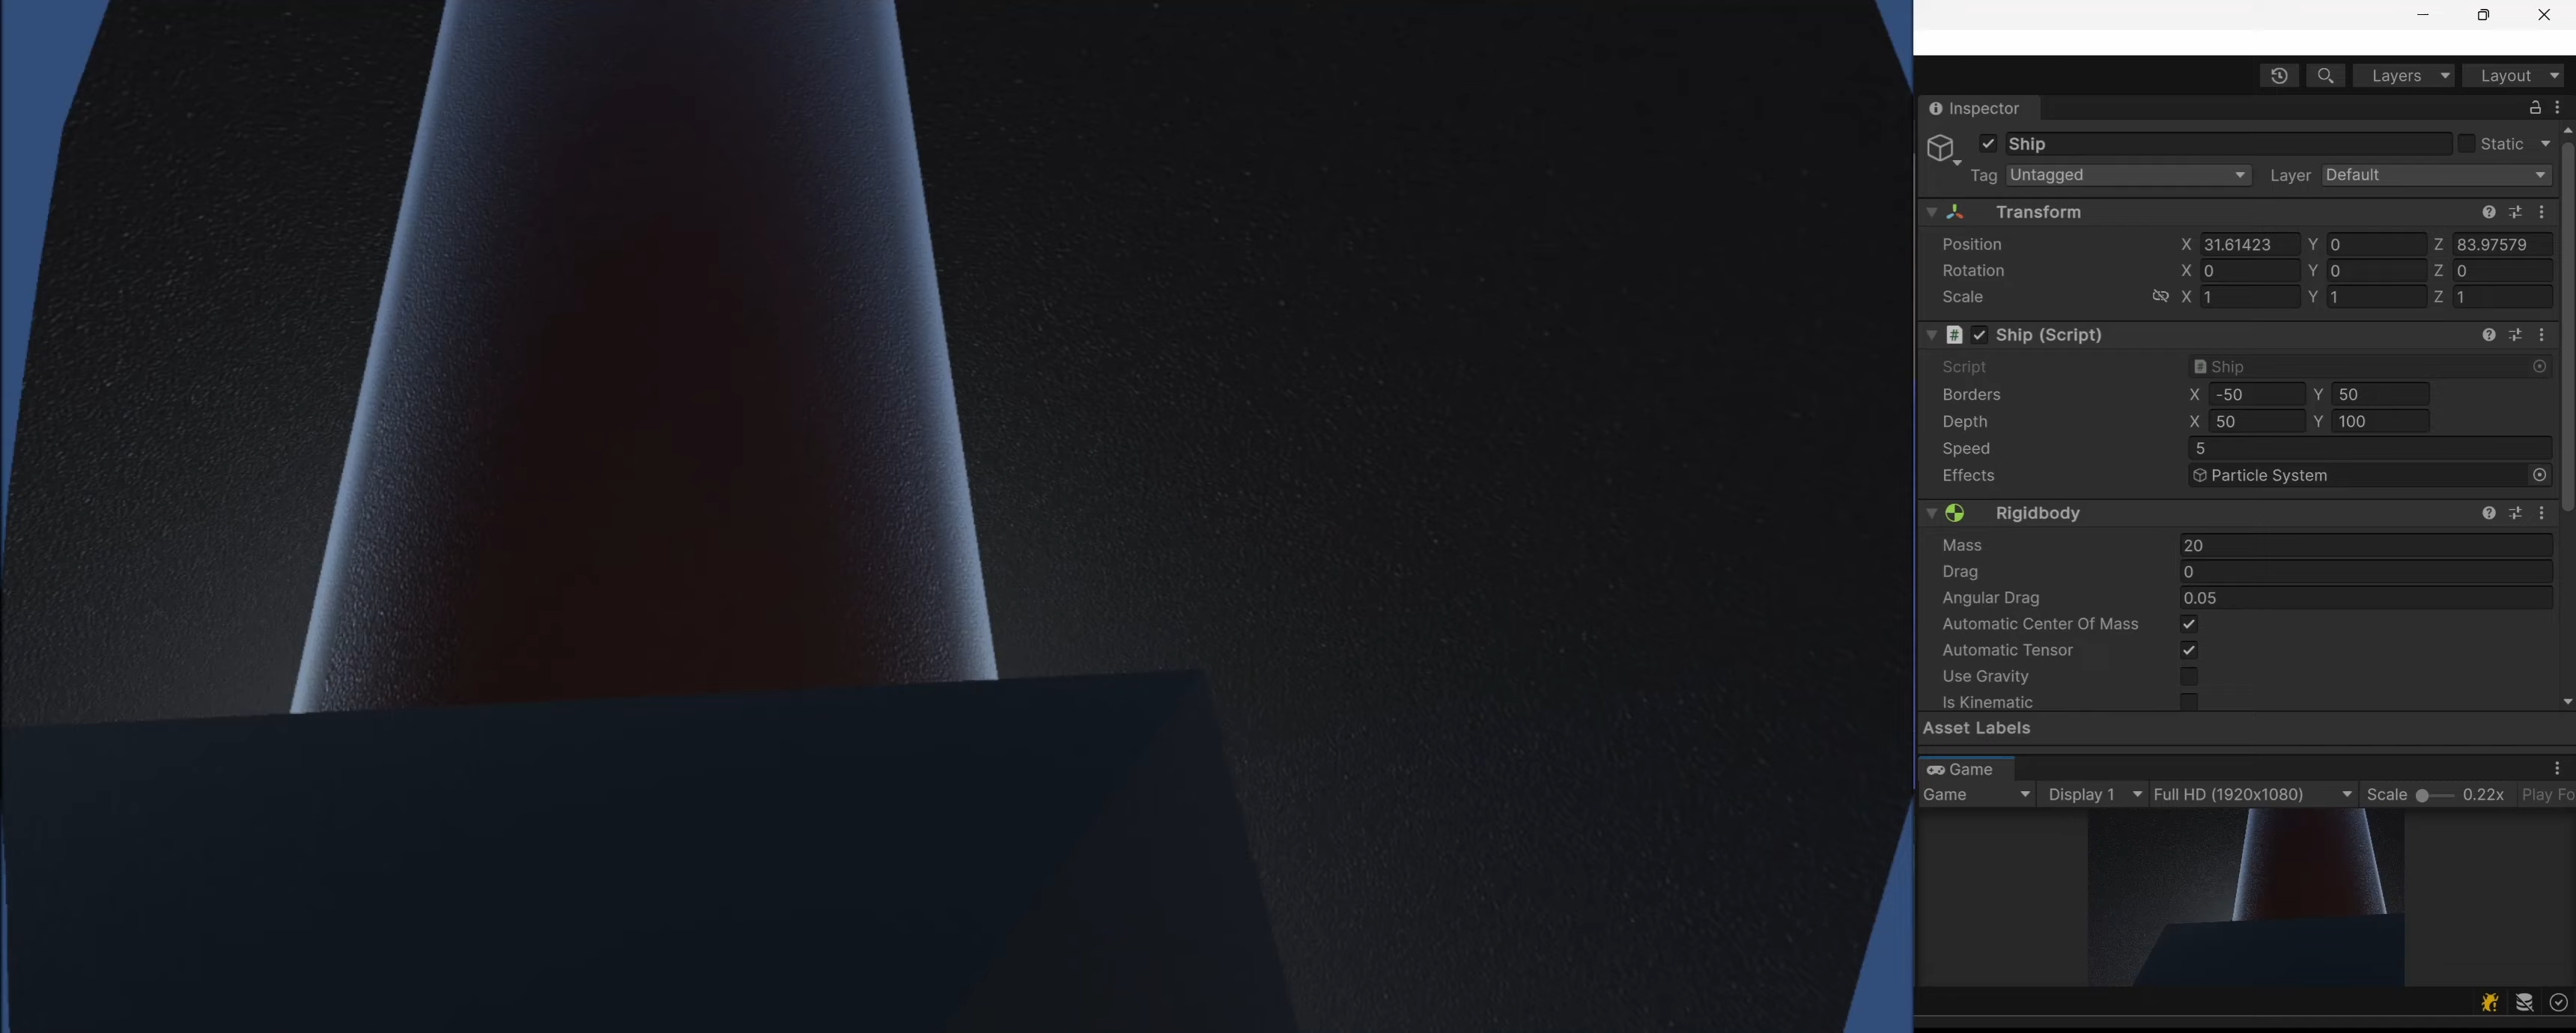 Layers
Layout
Inspector
Ship
Static
Tag Untagged Layer Default
Transform
Position X 31.61423 Y 0 Z 83.97579
Rotation X 0 Y 0 Z 0
Scale X 1 Y 1 Z 1
# Ship (Script)
Script Ship
Borders X -50 Y 50
Depth X 50 Y 100
Speed 5
Effects Particle System
Rigidbody
Mass 20
Drag 0
Angular Drag 0.05
Automatic Center Of Mass
Automatic Tensor
Use Gravity
Is Kinematic
Asset Labels
Game
Game Display 1 Full HD (1920x1080) Scale 0.22x Play Fo